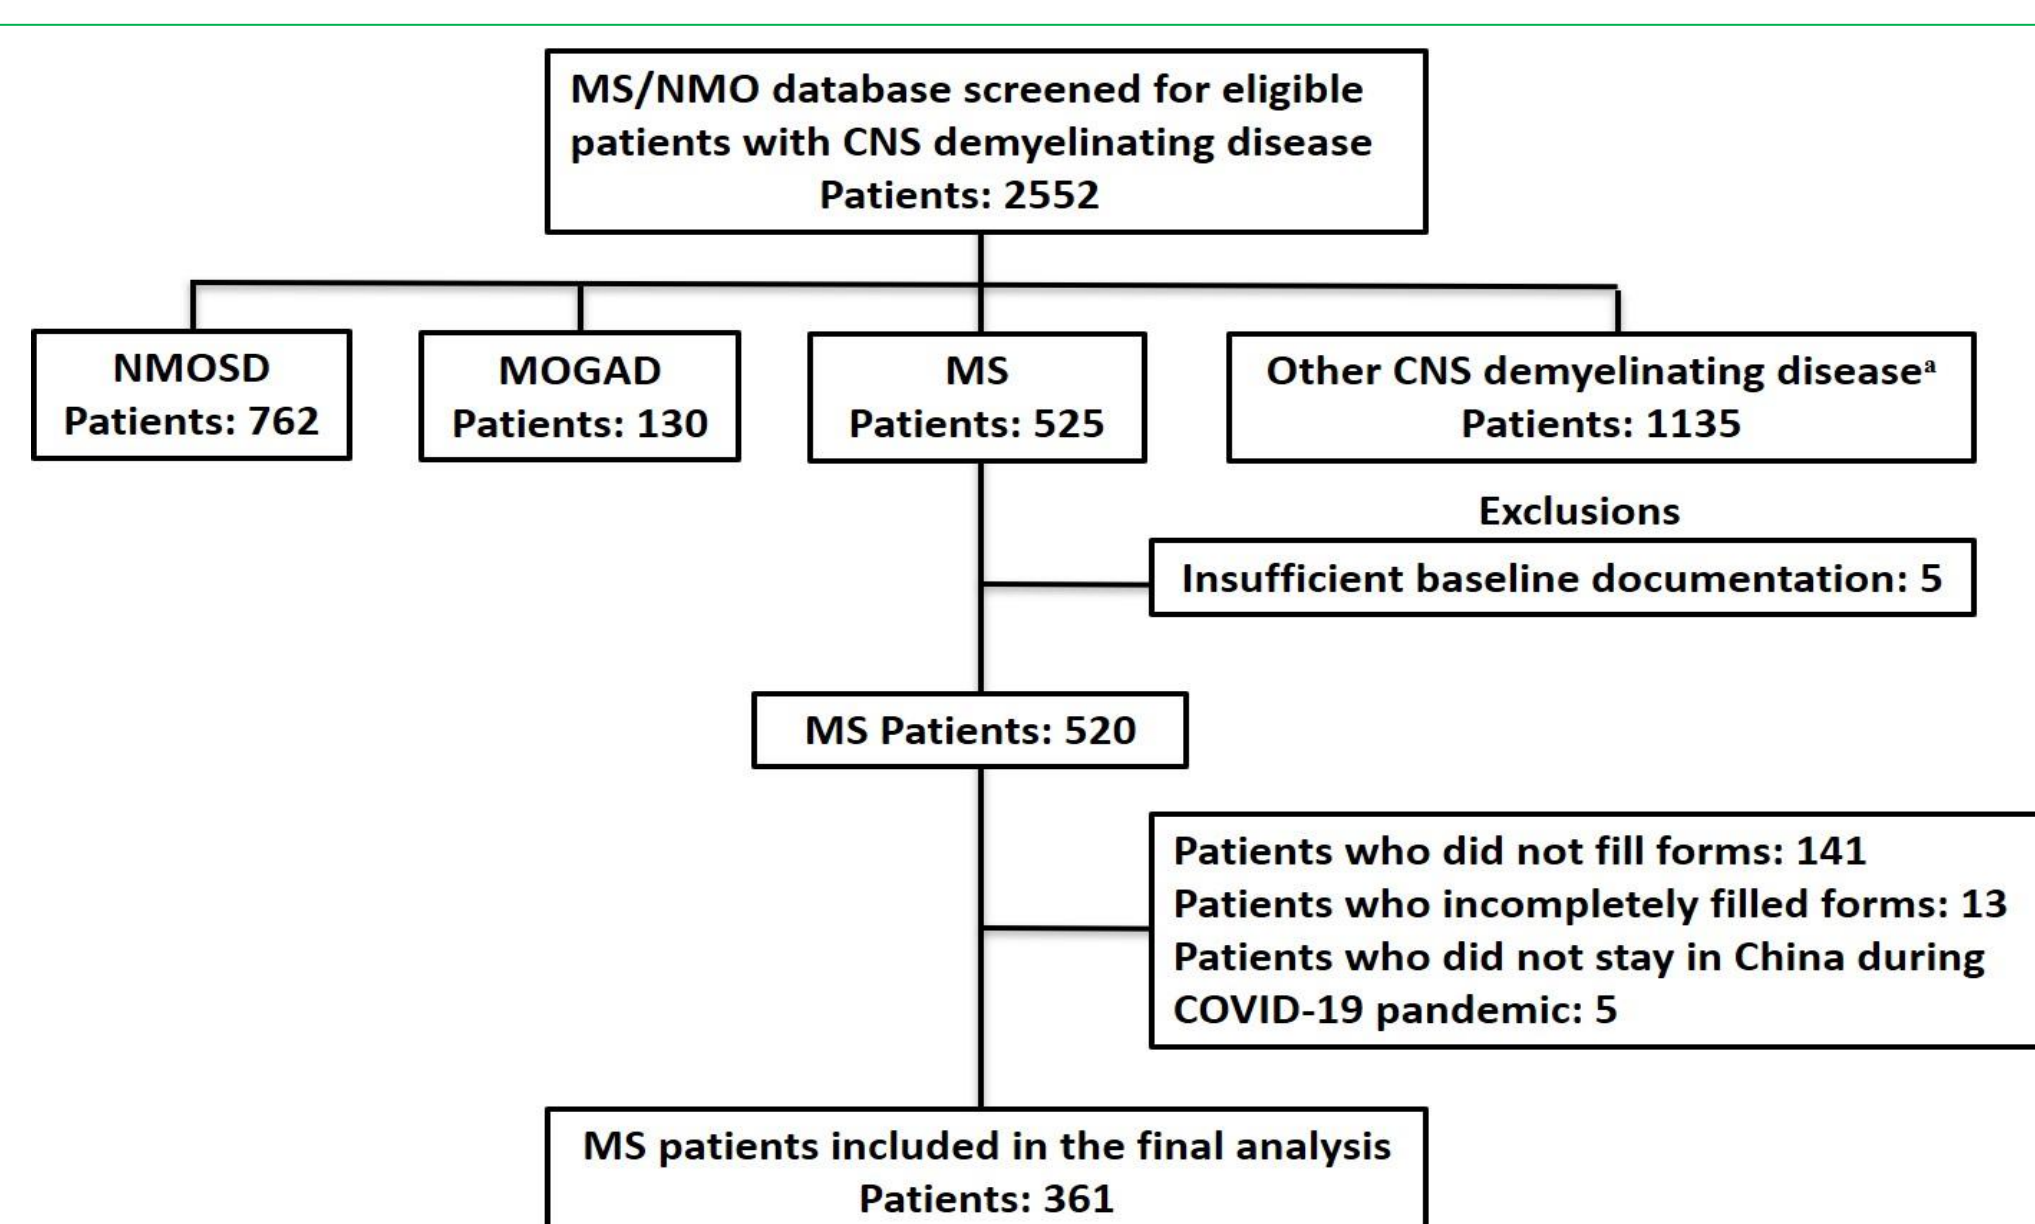 MS/NMO database screened for eligible
patients with CNS demyelinating disease
Patients: 2552
NMOSD
Patients: 762
MOGAD
Patients: 130
MS
Patients: 525
Other CNS demyelinating diseaseᵃ
Patients: 1135
Exclusions
Insufficient baseline documentation: 5
MS Patients: 520
Patients who did not fill forms: 141
Patients who incompletely filled forms: 13
Patients who did not stay in China during
COVID-19 pandemic: 5
MS patients included in the final analysis
Patients: 361